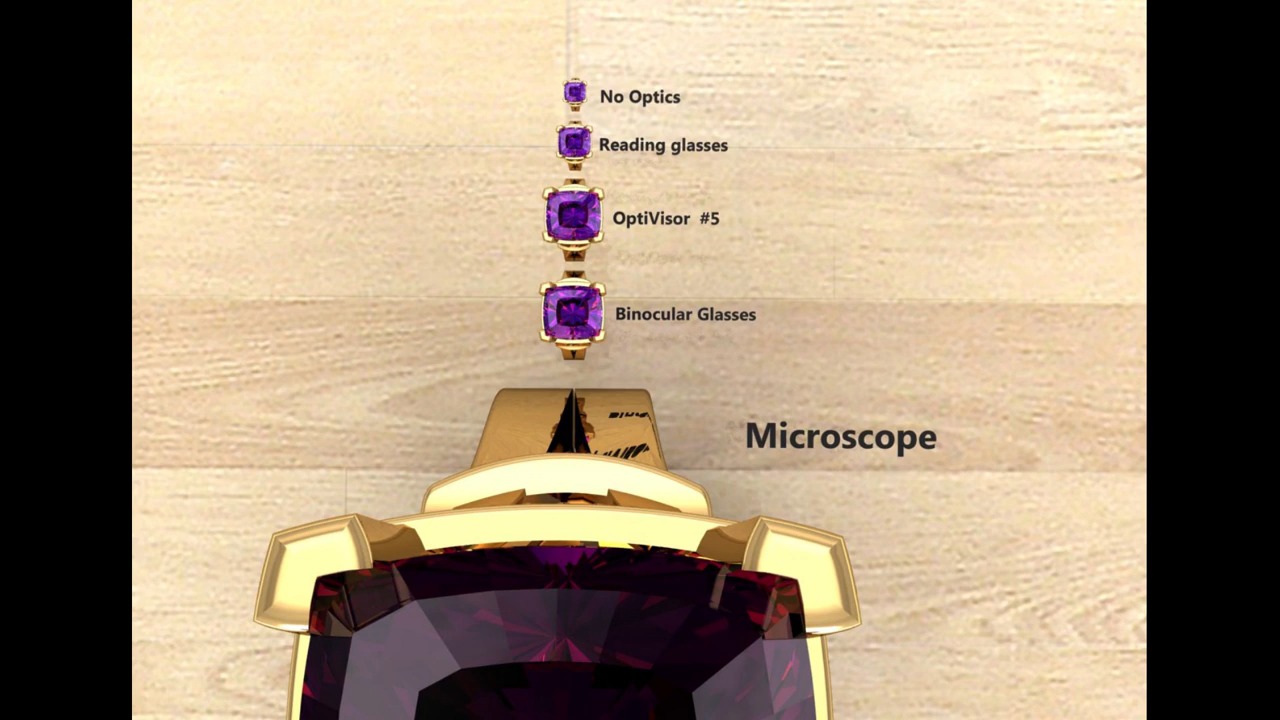 No Optics
Reading glasses
OptiVisor #5
Binocular Glasses
Microscope